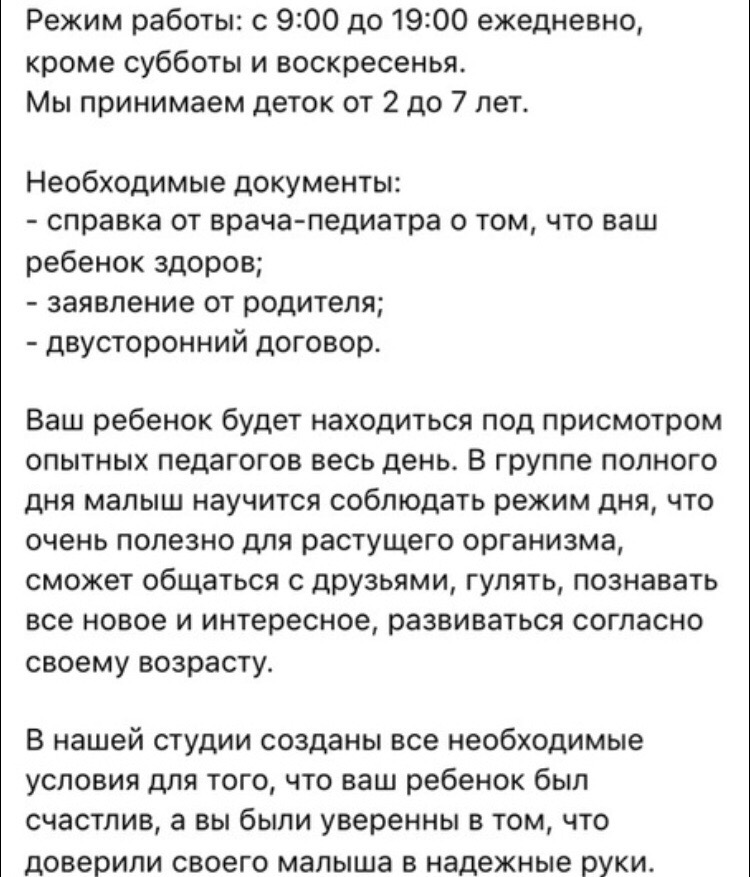 Режим работы: с 9:00 до 19:00 ежедневно,
кроме субботы и воскресенья.
Мы принимаем деток от 2 до 7 лет.
Необходимые документы:
- справка от врача-педиатра о том, что ваш
ребенок здоров;
- заявление от родителя;
- двусторонний договор.
Ваш ребенок будет находиться под присмотром
опытных педагогов весь день. В группе полного
дня малыш научится соблюдать режим дня, что
очень полезно для растущего организма,
сможет общаться с друзьями, гулять, познавать
все новое и интересное, развиваться согласно
своему возрасту.
В нашей студии созданы все необходимые
условия для того, что ваш ребенок был
счастлив, а вы были уверенны в том, что
доверили своего малыша в надежные руки.